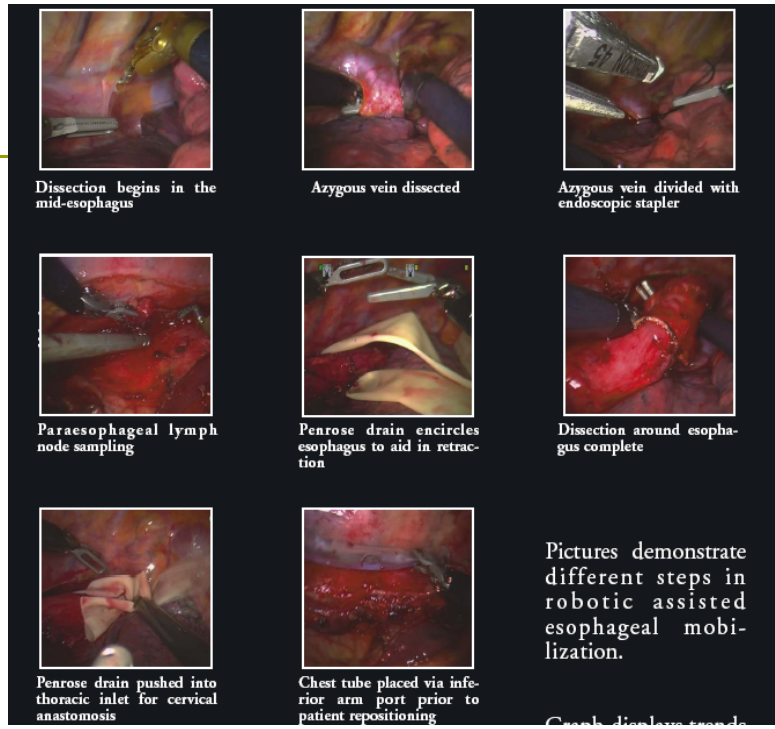 Dissection begins in the
mid-esophagus
Azygous vein dissected
45
Azygous vein divided with
endoscopic stapler
Paraesophageal lymph
node sampling
Penrose drain encircles
esophagus to aid in retrac-
tion
Dissection around esopha-
gus complete
Penrose drain pushed into
thoracic inlet for cervical
anastomosis
Chest tube placed via infe-
rior arm port prior to
patient repositioning
Pictures demonstrate
different steps in
robotic assisted
esophageal mobi-
lization.
Graph displays trends